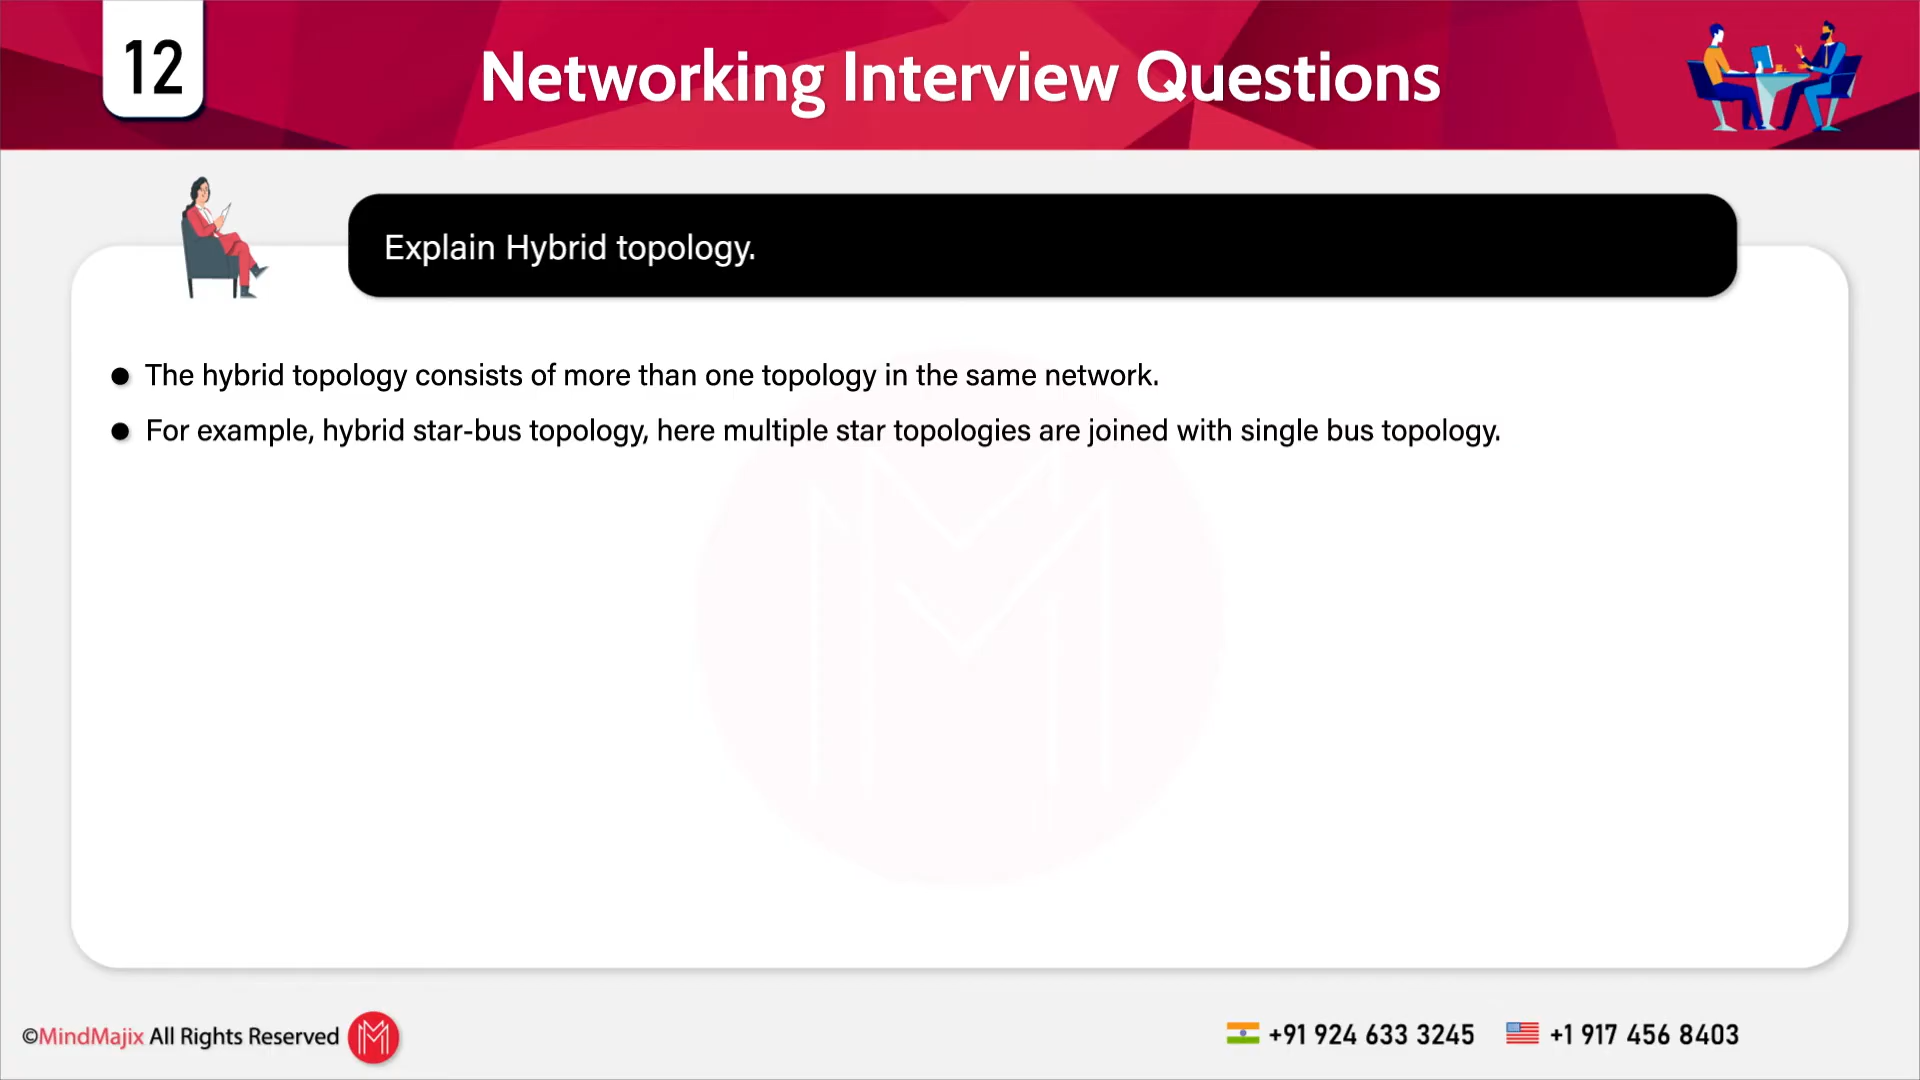 12
Networking Interview Questions
Explain Hybrid topology.
● The hybrid topology consists of more than one topology in the same network.
● For example, hybrid star-bus topology, here multiple star topologies are joined with single bus topology.
©MindMajix All Rights Reserved
+91 924 633 3245 +1 917 456 8403